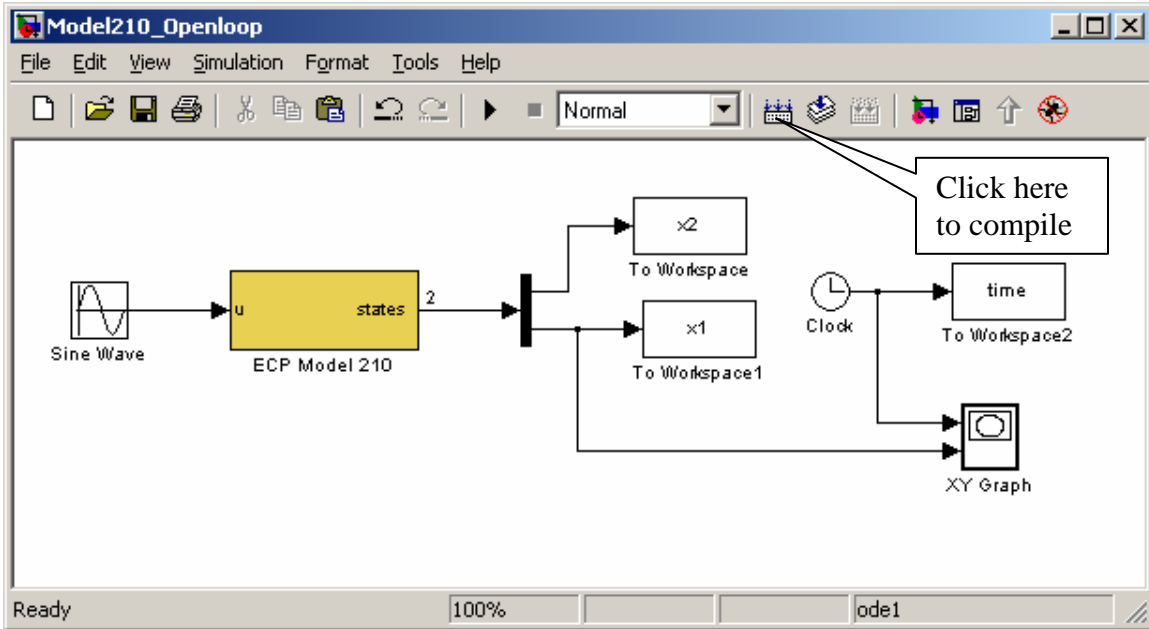 Model210_Openloop
File Edit View Simulation Format Tools Help
Normal
Click here
to compile
x2
To Workspace
Sine Wave
u states
2
ECP Model 210
x1
To Workspace1
Clock
time
To Workspace2
XY Graph
Ready 100% ode1